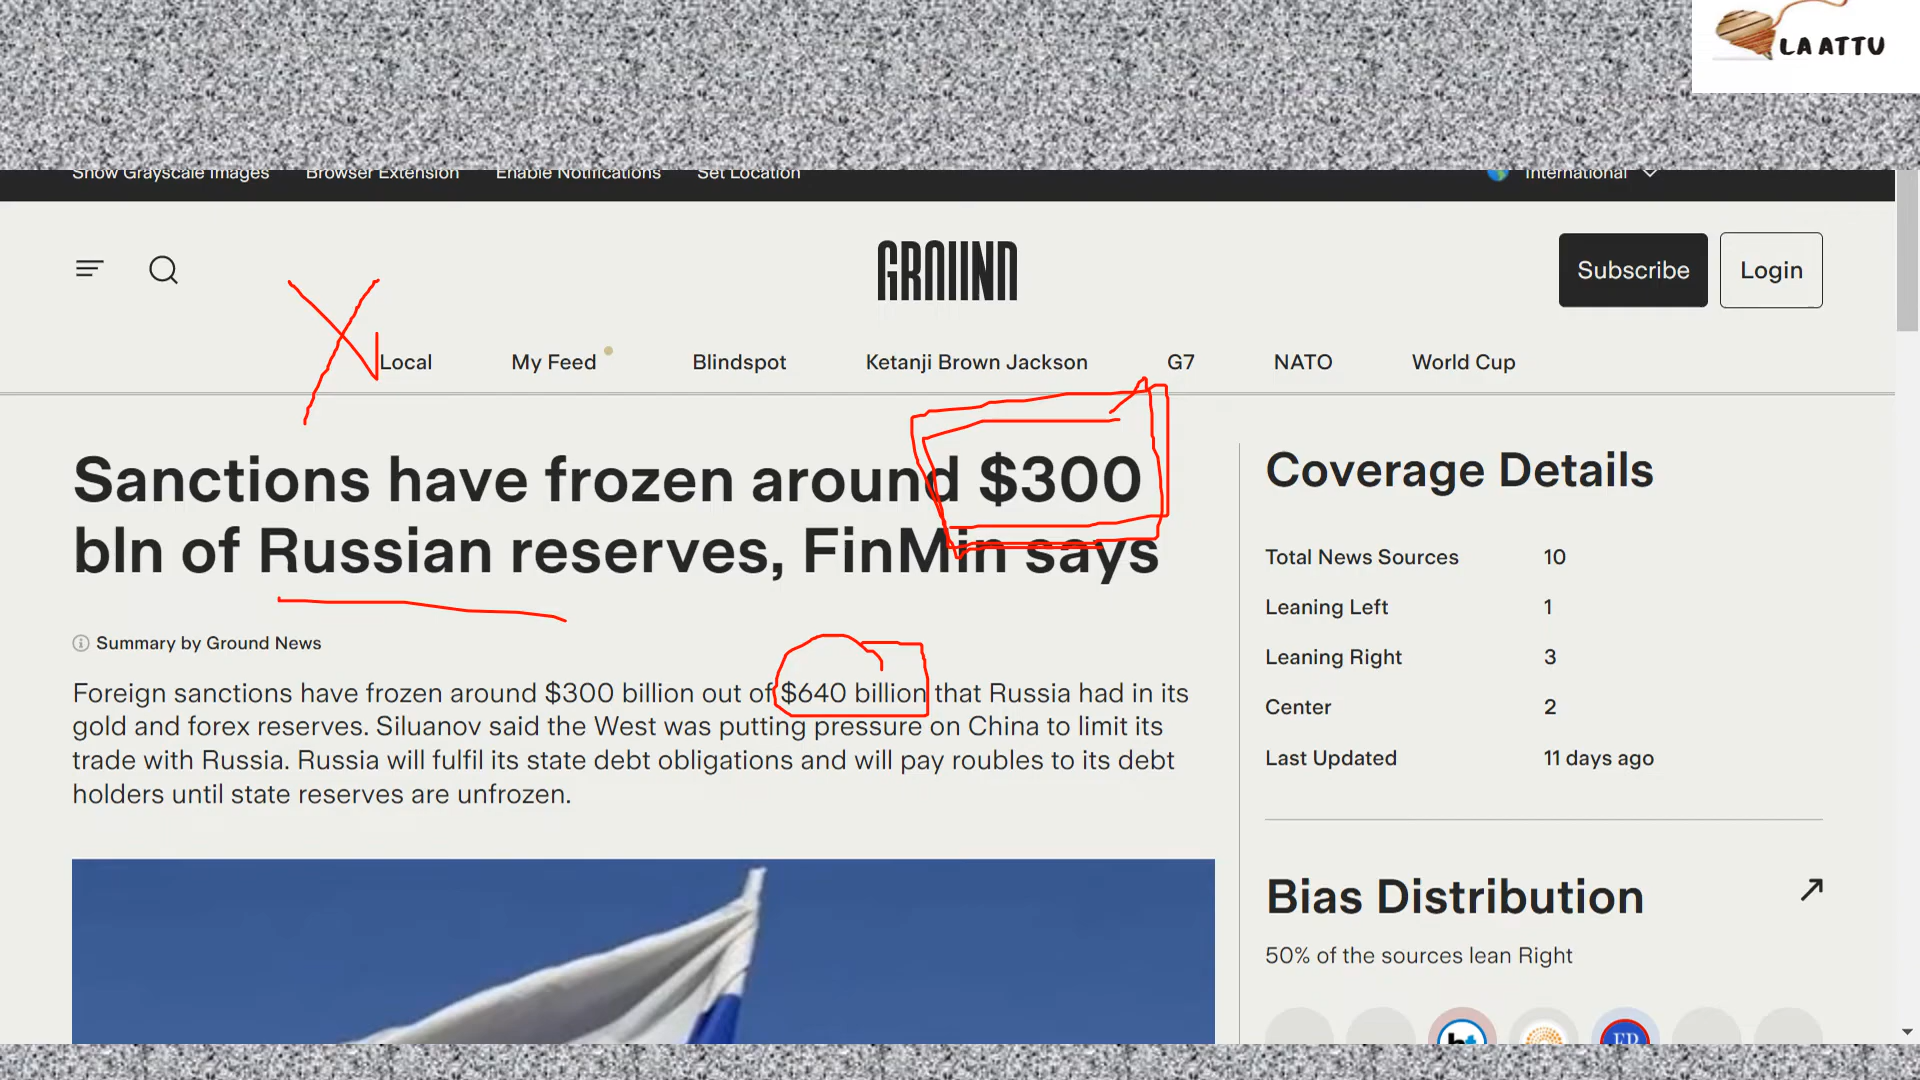 LA ATTU
Show Grayscale Images Browser Extension Enable Notifications Set Location International
GROUND
Subscribe Login
Local My Feed Blindspot Ketanji Brown Jackson G7 NATO World Cup
Sanctions have frozen around $300
bln of Russian reserves, FinMin says
Summary by Ground News
Foreign sanctions have frozen around $300 billion out of $640 billion that Russia had in its
gold and forex reserves. Siluanov said the West was putting pressure on China to limit its
trade with Russia. Russia will fulfil its state debt obligations and will pay roubles to its debt
holders until state reserves are unfrozen.
Coverage Details
Total News Sources 10
Leaning Left 1
Leaning Right 3
Center 2
Last Updated 11 days ago
Bias Distribution
50% of the sources lean Right
ht